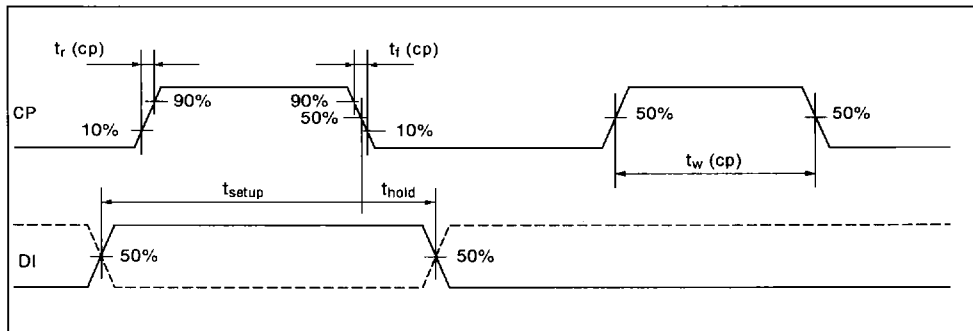 tr (cp)
tf (cp)
CP
10%
90%
90%
50%
10%
50%
50%
tw (cp)
tsetup
thold
DI
50%
50%